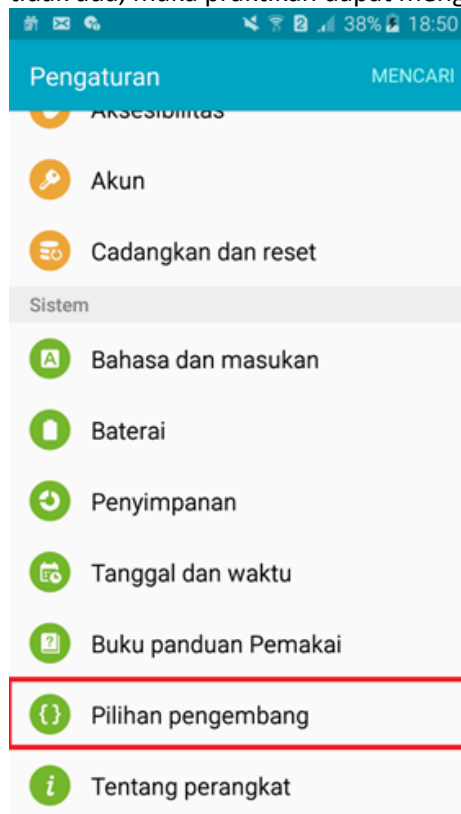 38% 18:50
Pengaturan MENCARI
Aksesibilitas
Akun
Cadangkan dan reset
Sistem
Bahasa dan masukan
Baterai
Penyimpanan
Tanggal dan waktu
Buku panduan Pemakai
Pilihan pengembang
Tentang perangkat